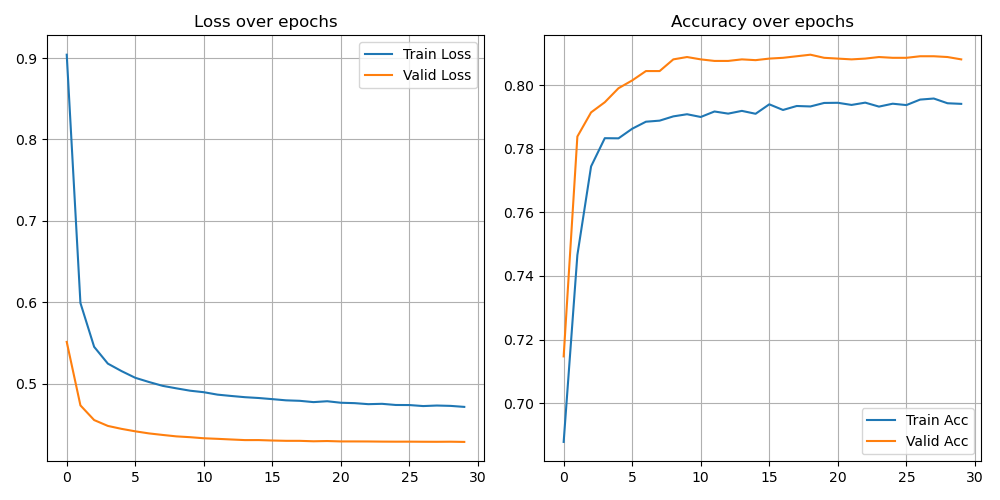 Loss over epochs
Train Loss
Valid Loss
0.9
0.8
0.7
0.6
0.5
0 5 10 15 20 25 30
Accuracy over epochs
0.80
0.78
0.76
0.74
0.72
0.70
Train Acc
Valid Acc
0 5 10 15 20 25 30